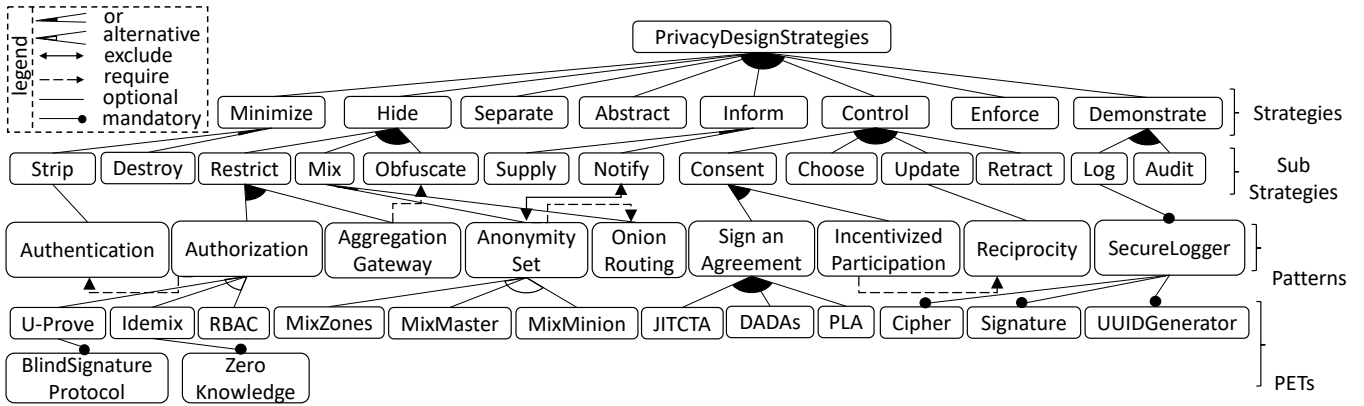 legend
or
alternative
exclude
require
optional
mandatory
PrivacyDesignStrategies
Minimize
Hide
Separate
Abstract
Inform
Control
Enforce
Demonstrate
Strategies
Strip
Destroy
Restrict
Mix
Obfuscate
Supply
Notify
Consent
Choose
Update
Retract
Log
Audit
Sub
Strategies
Authentication
Authorization
Aggregation
Gateway
Anonymity
Set
Onion
Routing
Sign an
Agreement
Incentivized
Participation
Reciprocity
SecureLogger
Patterns
U-Prove
Idemix
RBAC
MixZones
MixMaster
MixMinion
JITCTA
DADAs
PLA
Cipher
Signature
UUIDGenerator
BlindSignature
Protocol
Zero
Knowledge
PETs